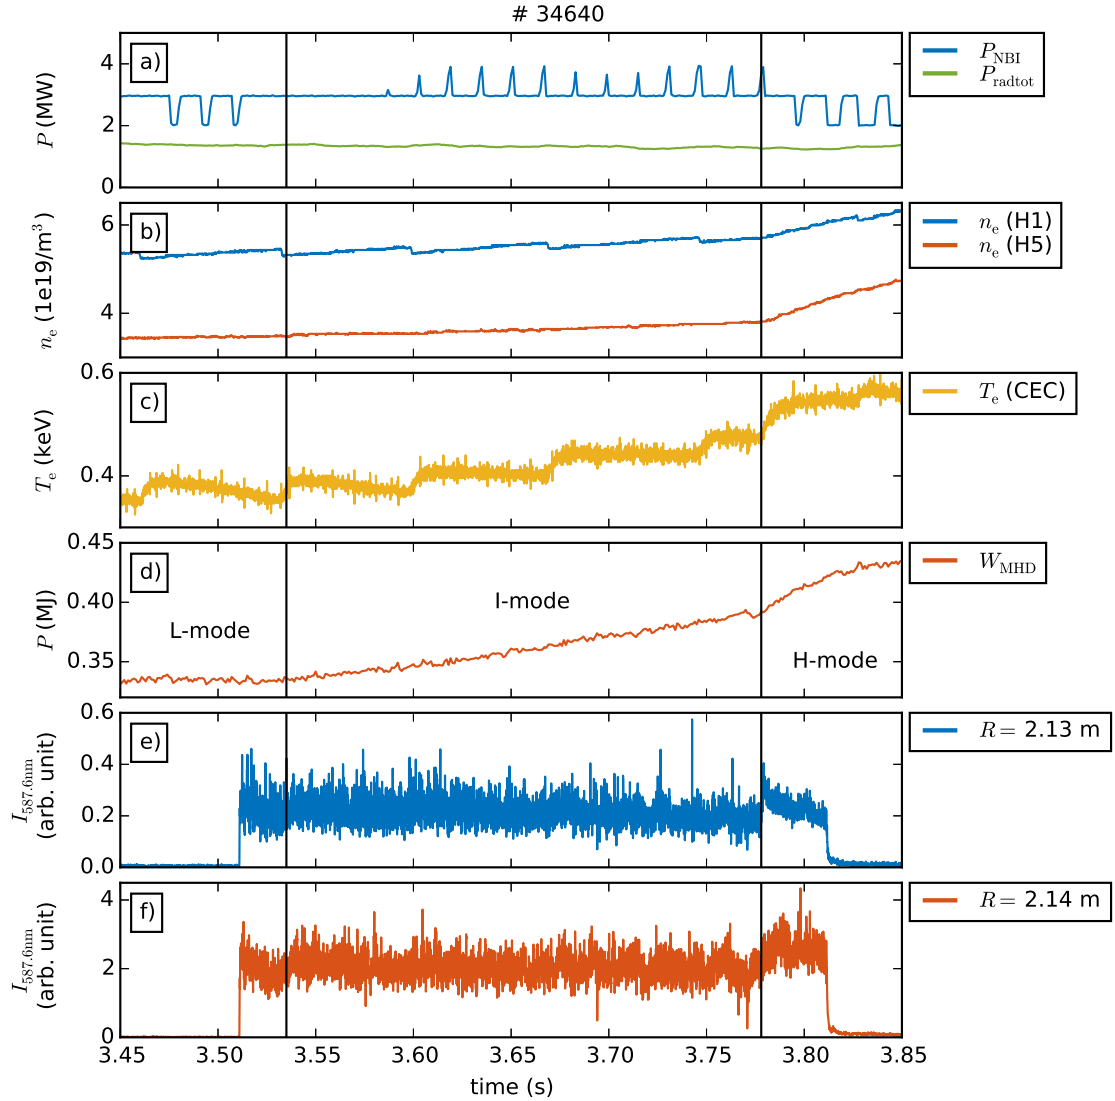 # 34640
a)
P (MW)
4
2
0
P_NBI
P_radtot
b)
n_e (1e19/m^3)
6
4
n_e (H1)
n_e (H5)
c)
T_e (keV)
0.6
0.4
T_e (CEC)
d)
P (MJ)
0.45
0.40
0.35
L-mode
I-mode
H-mode
W_MHD
e)
I_587.6nm
(arb. unit)
0.6
0.4
0.2
0.0
R = 2.13 m
f)
I_587.6nm
(arb. unit)
4
2
0
R = 2.14 m
3.45 3.50 3.55 3.60 3.65 3.70 3.75 3.80 3.85
time (s)